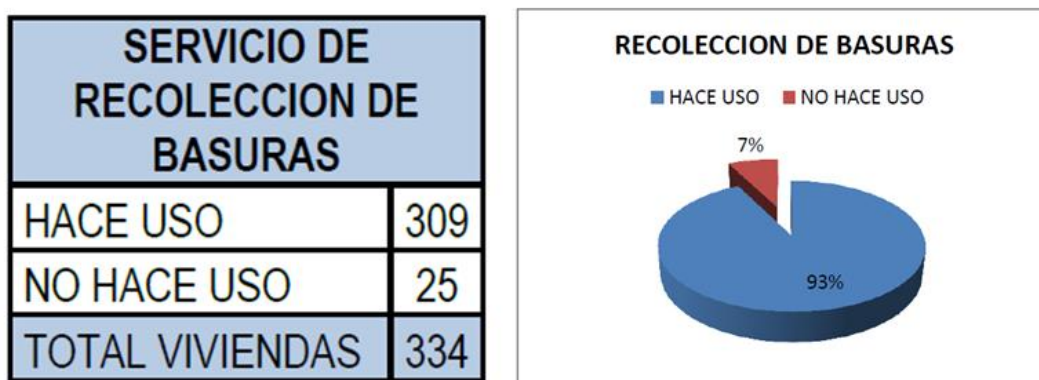 SERVICIO DE
RECOLECCION DE
BASURAS
HACE USO 309
NO HACE USO 25
TOTAL VIVIENDAS 334
RECOLECCION DE BASURAS
HACE USO NO HACE USO
7%
93%